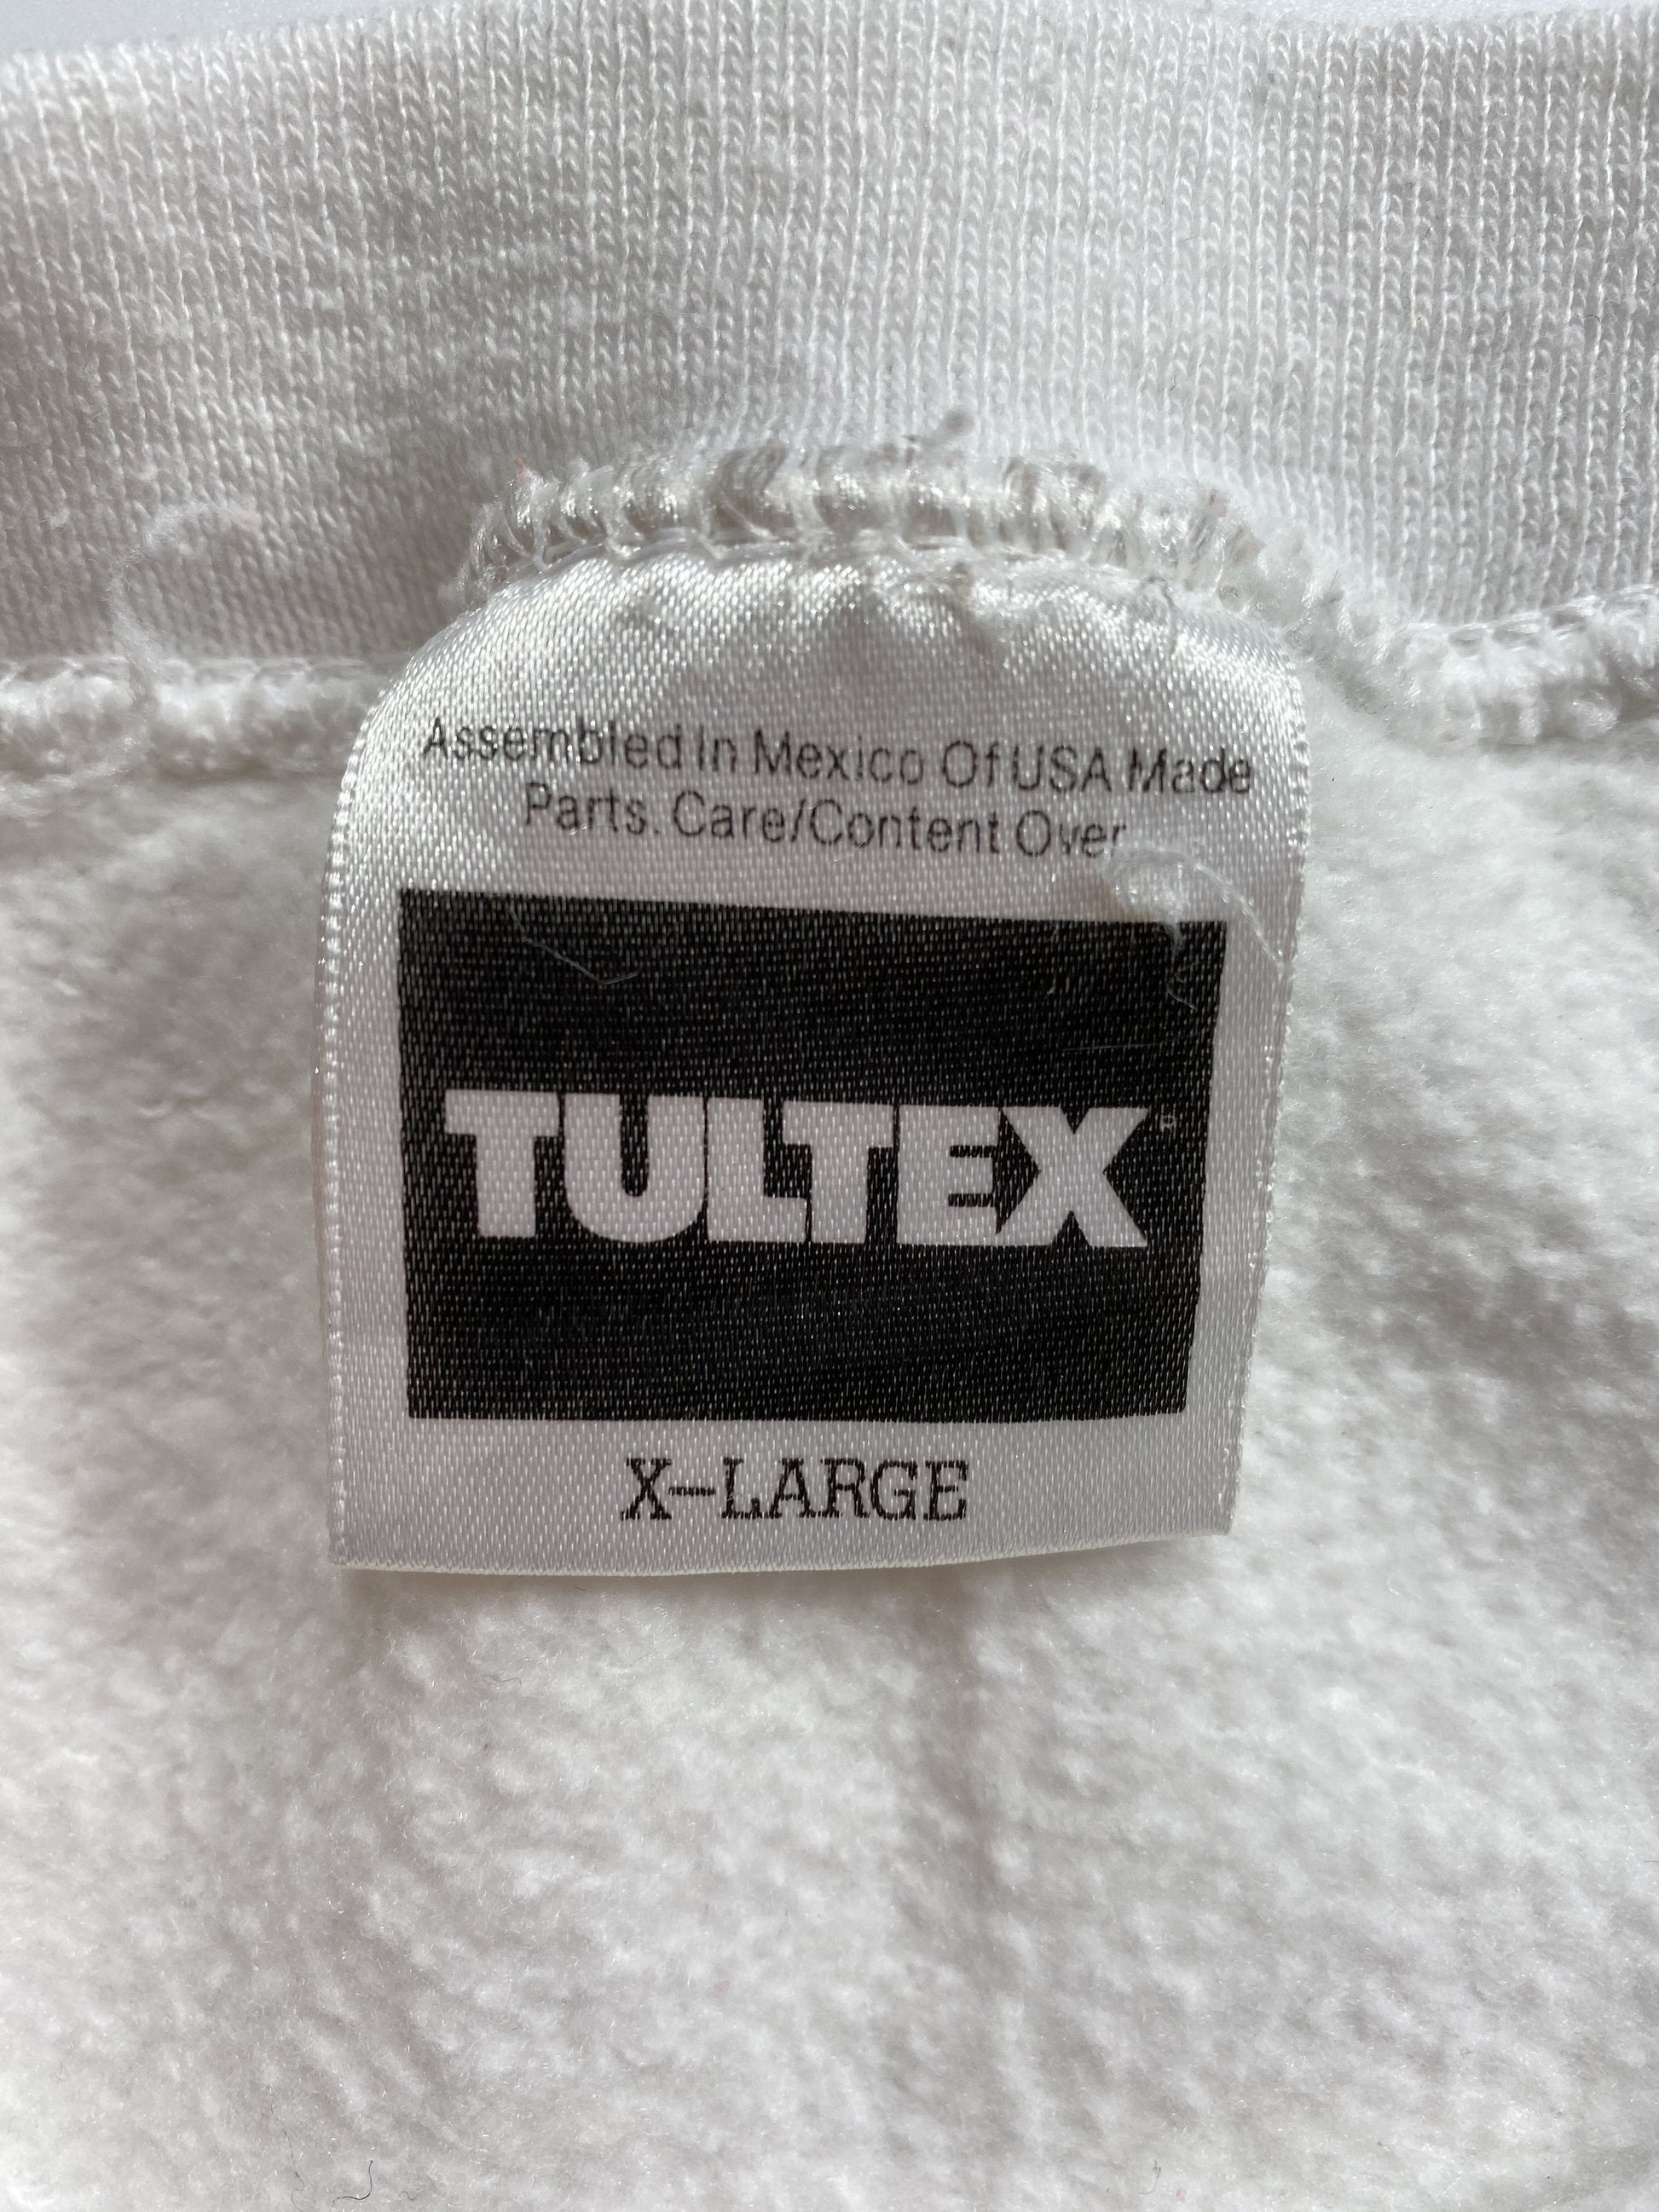 Assembled In Mexico Of USA Made
Parts. Care/Content Over
TULTEX®
X-LARGE